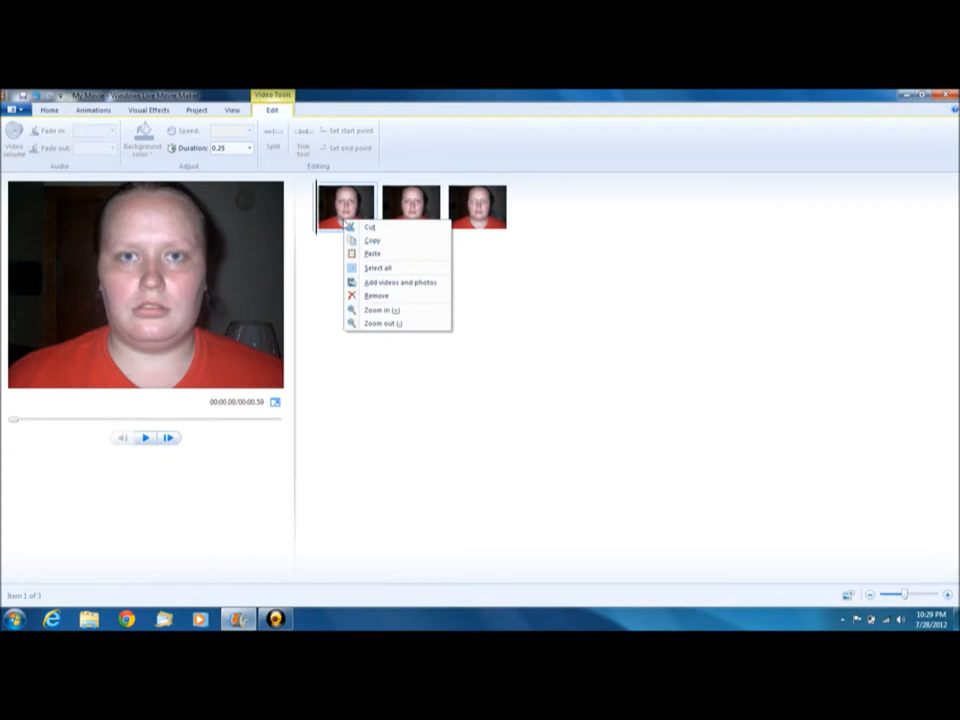 My Movie - Windows Live Movie Maker
Video Tools
Home
Animations
Visual Effects
Project
View
Edit
Video volume
Fade in:
Fade out:
Audio
Background color
Speed:
Duration: 0.25
Adjust
Split
Trim tool
Set start point
Set end point
Editing
Cut
Copy
Paste
Select all
Add videos and photos
Remove
Zoom in (+)
Zoom out (-)
00:00.00/00:00.59
Item 1 of 3
10:29 PM
7/28/2012